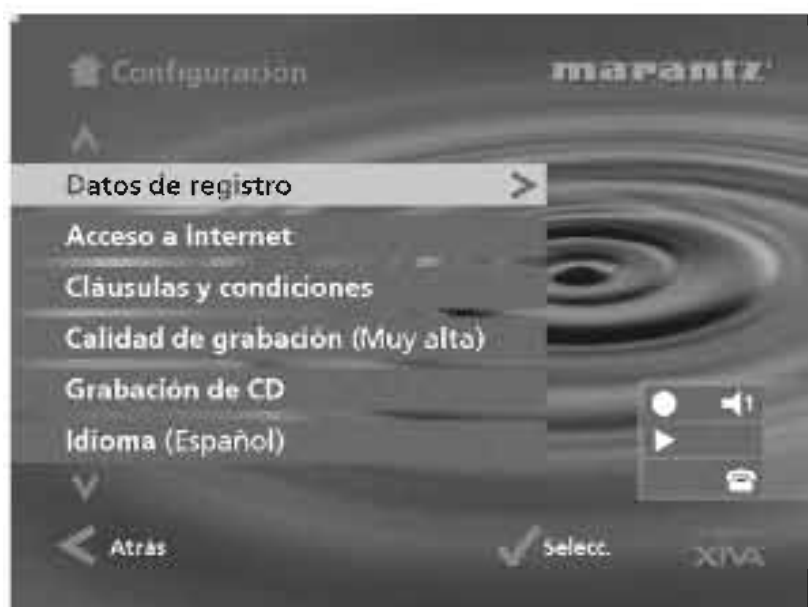 Configuración
marantz
Datos de registro
Acceso a Internet
Cláusulas y condiciones
Calidad de grabación (Muy alta)
Grabación de CD
Idioma (Español)
1
Atrás
Selecc.
XIVA